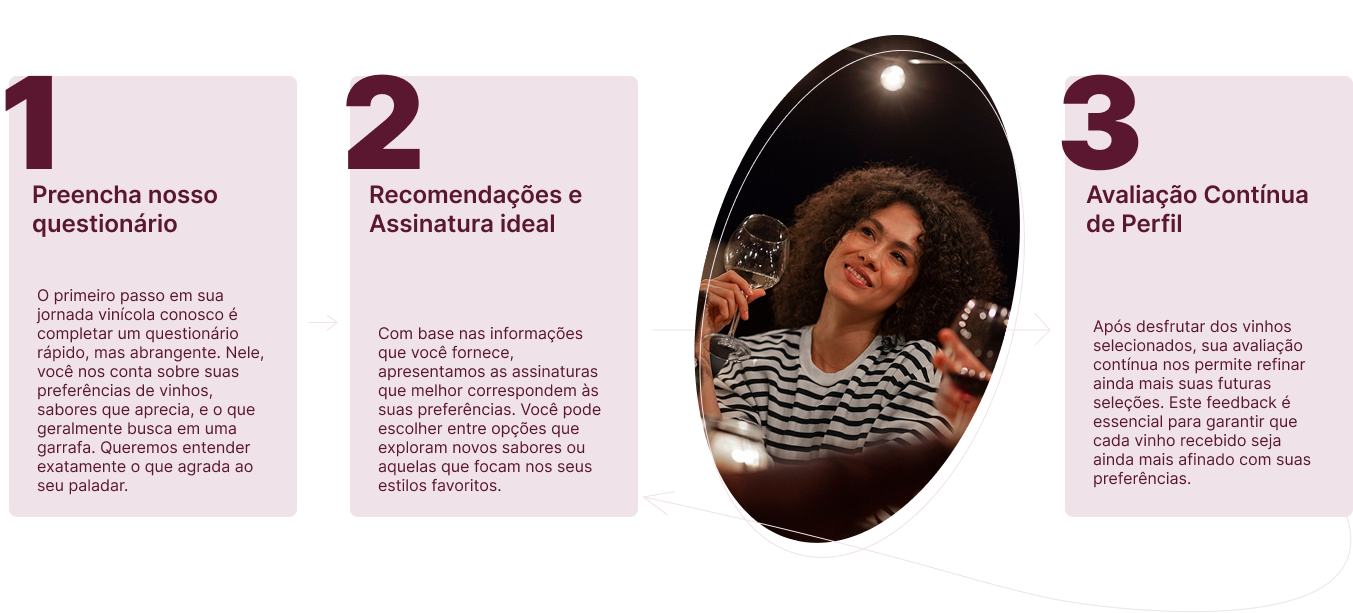 1
Preencha nosso
questionário
O primeiro passo em sua
jornada vinícola conosco é
completar um questionário
rápido, mas abrangente. Nele,
você nos conta sobre suas
preferências de vinhos,
sabores que aprecia, e o que
geralmente busca em uma
garrafa. Queremos entender
exatamente o que agrada ao
seu paladar.
2
Recomendações e
Assinatura ideal
Com base nas informações
que você fornece,
apresentamos as assinaturas
que melhor correspondem às
suas preferências. Você pode
escolher entre opções que
exploram novos sabores ou
aquelas que focam nos seus
estilos favoritos.
3
Avaliação Contínua
de Perfil
Após desfrutar dos vinhos
selecionados, sua avaliação
contínua nos permite refinar
ainda mais suas futuras
seleções. Este feedback é
essencial para garantir que
cada vinho recebido seja
ainda mais afinado com suas
preferências.